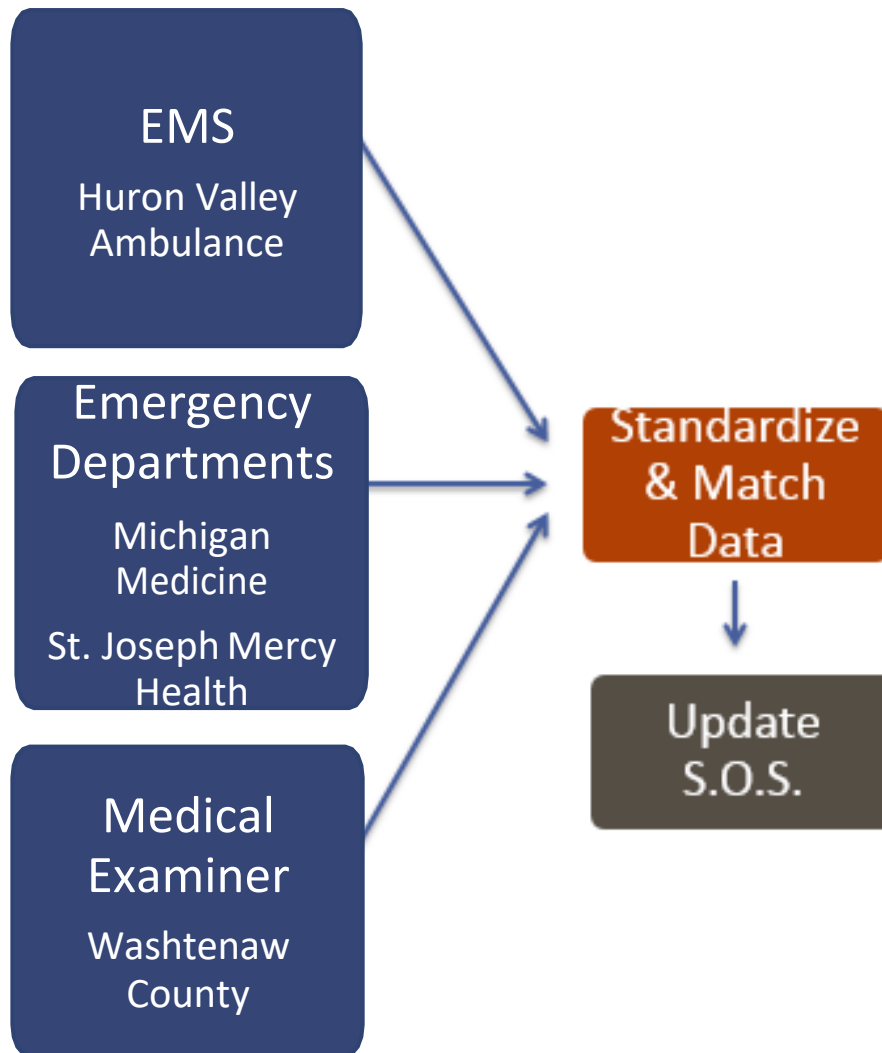 EMS
Huron Valley
Ambulance
Emergency
Departments
Michigan
Medicine
St. Joseph Mercy
Health
Medical
Examiner
Washtenaw
County
Standardize
& Match
Data
Update
S.O.S.